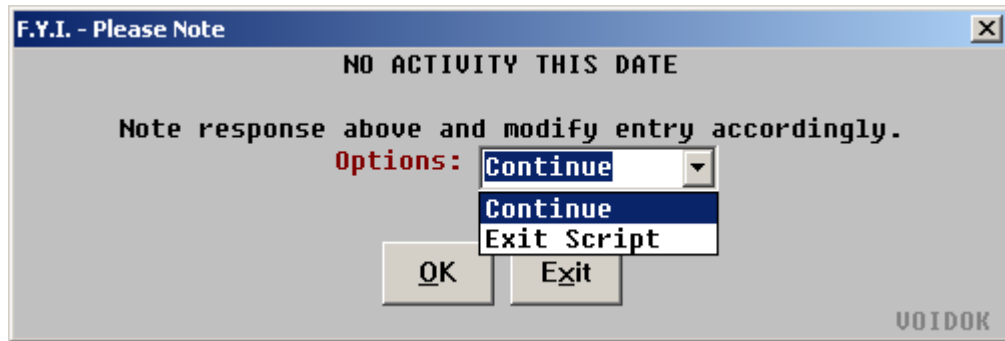 F.Y.I. - Please Note
NO ACTIVITY THIS DATE
Note response above and modify entry accordingly.
Options: Continue
Continue
Exit Script
OK Exit
VOIDOK